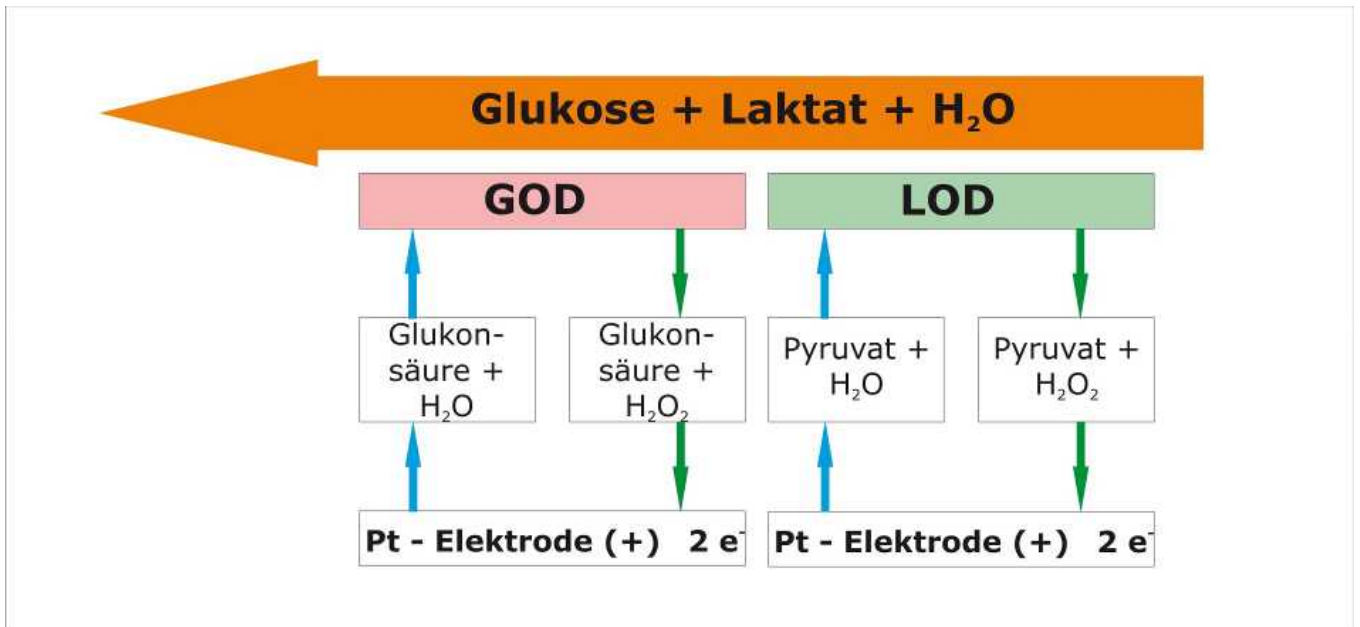 Glukose + Laktat + H₂O
GOD
LOD
Glukon-
säure +
H₂O
Glukon-
säure +
H₂O₂
Pyruvat +
H₂O
Pyruvat +
H₂O₂
Pt - Elektrode (+) 2 e⁻
Pt - Elektrode (+) 2 e⁻